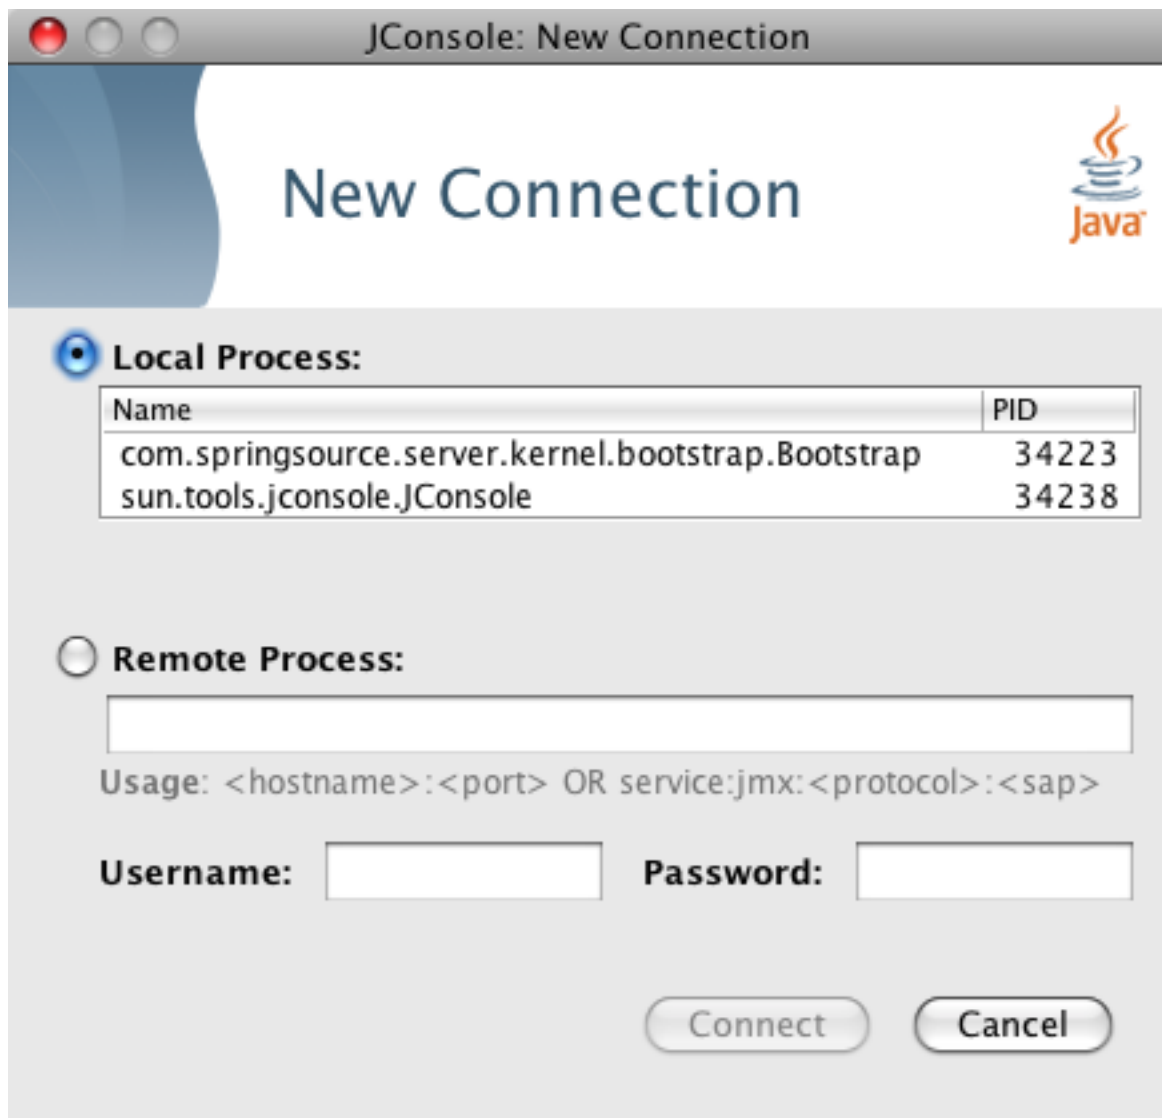 JConsole: New Connection
New Connection
Java
Local Process:
Name PID
com.springsource.server.kernel.bootstrap.Bootstrap 34223
sun.tools.jconsole.JConsole 34238
Remote Process:
Usage: <hostname>:<port> OR service:jmx:<protocol>:<sap>
Username: Password:
Connect Cancel